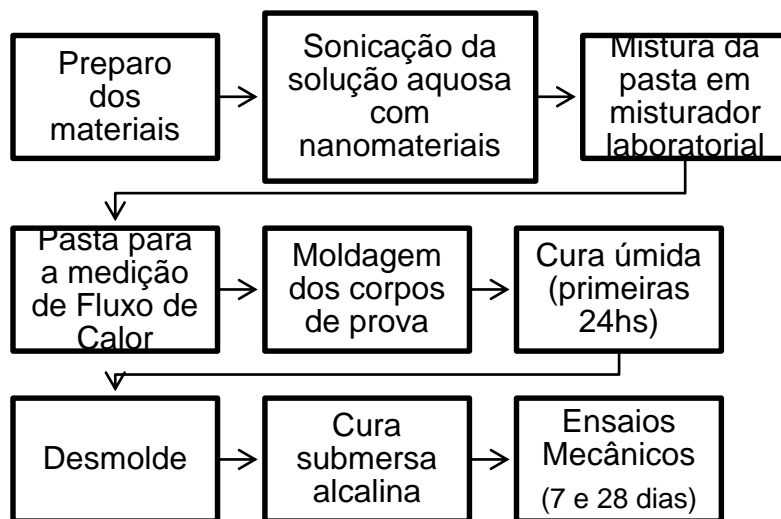 Preparo
dos
materiais
Sonicação da
solução aquosa
com
nanomateriais
Mistura da
pasta em
misturador
laboratorial
Pasta para
a medição
de Fluxo de
Calor
Moldagem
dos corpos
de prova
Cura úmida
(primeiras
24hs)
Desmolde
Cura
submersa
alcalina
Ensaios
Mecânicos
(7 e 28 dias)